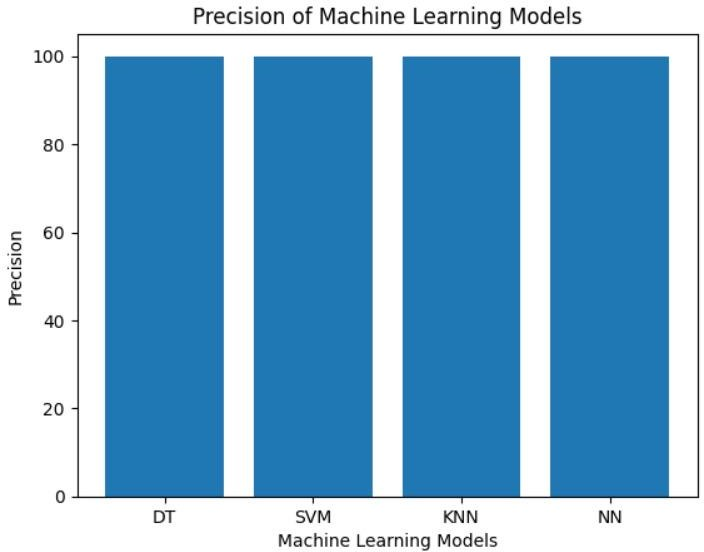 Precision of Machine Learning Models
100
80
60
40
20
0
Precision
DT SVM KNN NN
Machine Learning Models